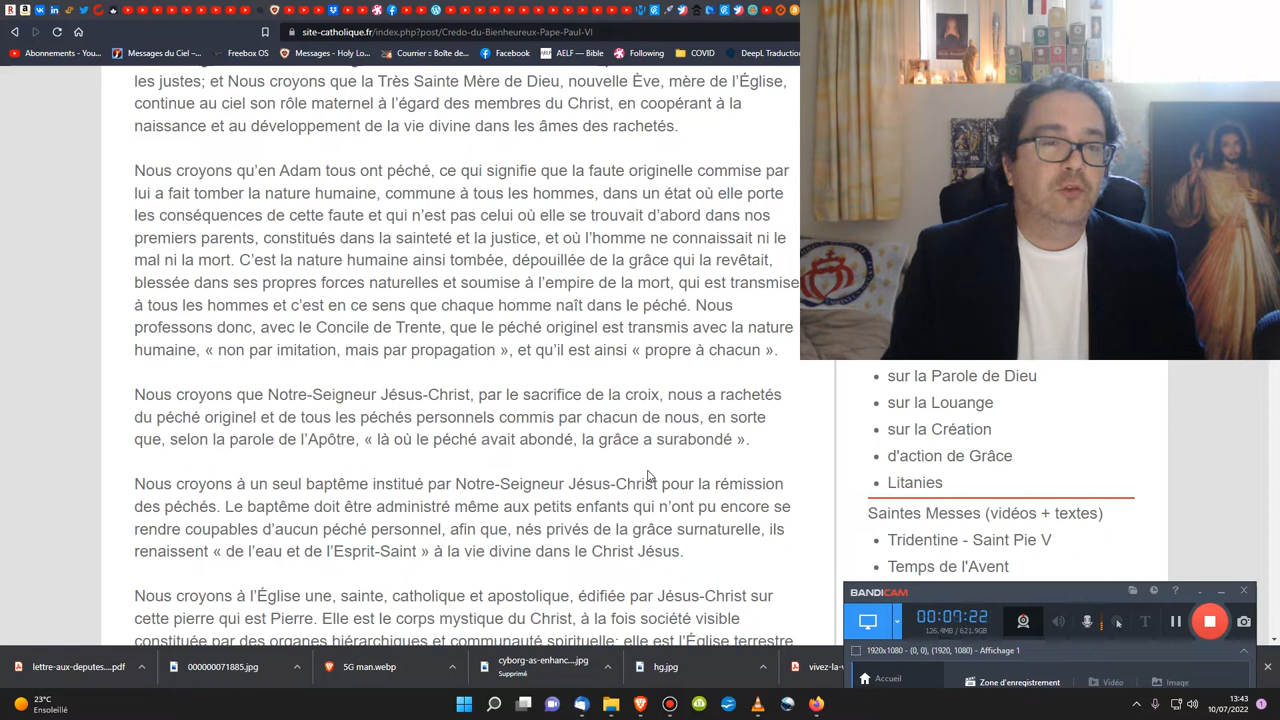 site-catholique.fr/index.php?post/Credo-du-Bienheureux-Pape-Paul-VI
Abonnements - You...
Messages du Ciel –...
Freebox OS
Messages - Holy Lo...
Courrier :: Boîte de...
Facebook
AELF — Bible
Following
COVID
DeepL Traduction
les justes; et Nous croyons que la Très Sainte Mère de Dieu, nouvelle Ève, mère de l’Église,
continue au ciel son rôle maternel à l’égard des membres du Christ, en coopérant à la
naissance et au développement de la vie divine dans les âmes des rachetés.
Nous croyons qu’en Adam tous ont péché, ce qui signifie que la faute originelle commise par
lui a fait tomber la nature humaine, commune à tous les hommes, dans un état où elle porte
les conséquences de cette faute et qui n’est pas celui où elle se trouvait d’abord dans nos
premiers parents, constitués dans la sainteté et la justice, et où l’homme ne connaissait ni le
mal ni la mort. C’est la nature humaine ainsi tombée, dépouillée de la grâce qui la revêtait,
blessée dans ses propres forces naturelles et soumise à l’empire de la mort, qui est transmise
à tous les hommes et c’est en ce sens que chaque homme naît dans le péché. Nous
professons donc, avec le Concile de Trente, que le péché originel est transmis avec la nature
humaine, « non par imitation, mais par propagation », et qu’il est ainsi « propre à chacun ».
Nous croyons que Notre-Seigneur Jésus-Christ, par le sacrifice de la croix, nous a rachetés
du péché originel et de tous les péchés personnels commis par chacun de nous, en sorte
que, selon la parole de l’Apôtre, « là où le péché avait abondé, la grâce a surabondé ».
Nous croyons à un seul baptême institué par Notre-Seigneur Jésus-Christ pour la rémission
des péchés. Le baptême doit être administré même aux petits enfants qui n’ont pu encore se
rendre coupables d’aucun péché personnel, afin que, nés privés de la grâce surnaturelle, ils
renaissent « de l’eau et de l’Esprit-Saint » à la vie divine dans le Christ Jésus.
Nous croyons à l’Église une, sainte, catholique et apostolique, édifiée par Jésus-Christ sur
cette pierre qui est Pierre. Elle est le corps mystique du Christ, à la fois société visible
constituée par des organes hiérarchiques et communauté spirituelle; elle est l’Église terrestre
sur la Parole de Dieu
sur la Louange
sur la Création
d'action de Grâce
Litanies
Saintes Messes (vidéos + textes)
Tridentine - Saint Pie V
Temps de l'Avent
BANDICAM
00:07:22
126.4MB / 621.9GB
1920x1080 - (0, 0), (1920, 1080) - Affichage 1
Accueil
Zone d'enregistrement
Vidéo
Image
lettre-aux-deputes....pdf
000000071885.jpg
5G man.webp
cyborg-as-enhanc....jpg
Supprimé
hg.jpg
vivez-la-v
23°C
Ensoleillé
13:43
10/07/2022